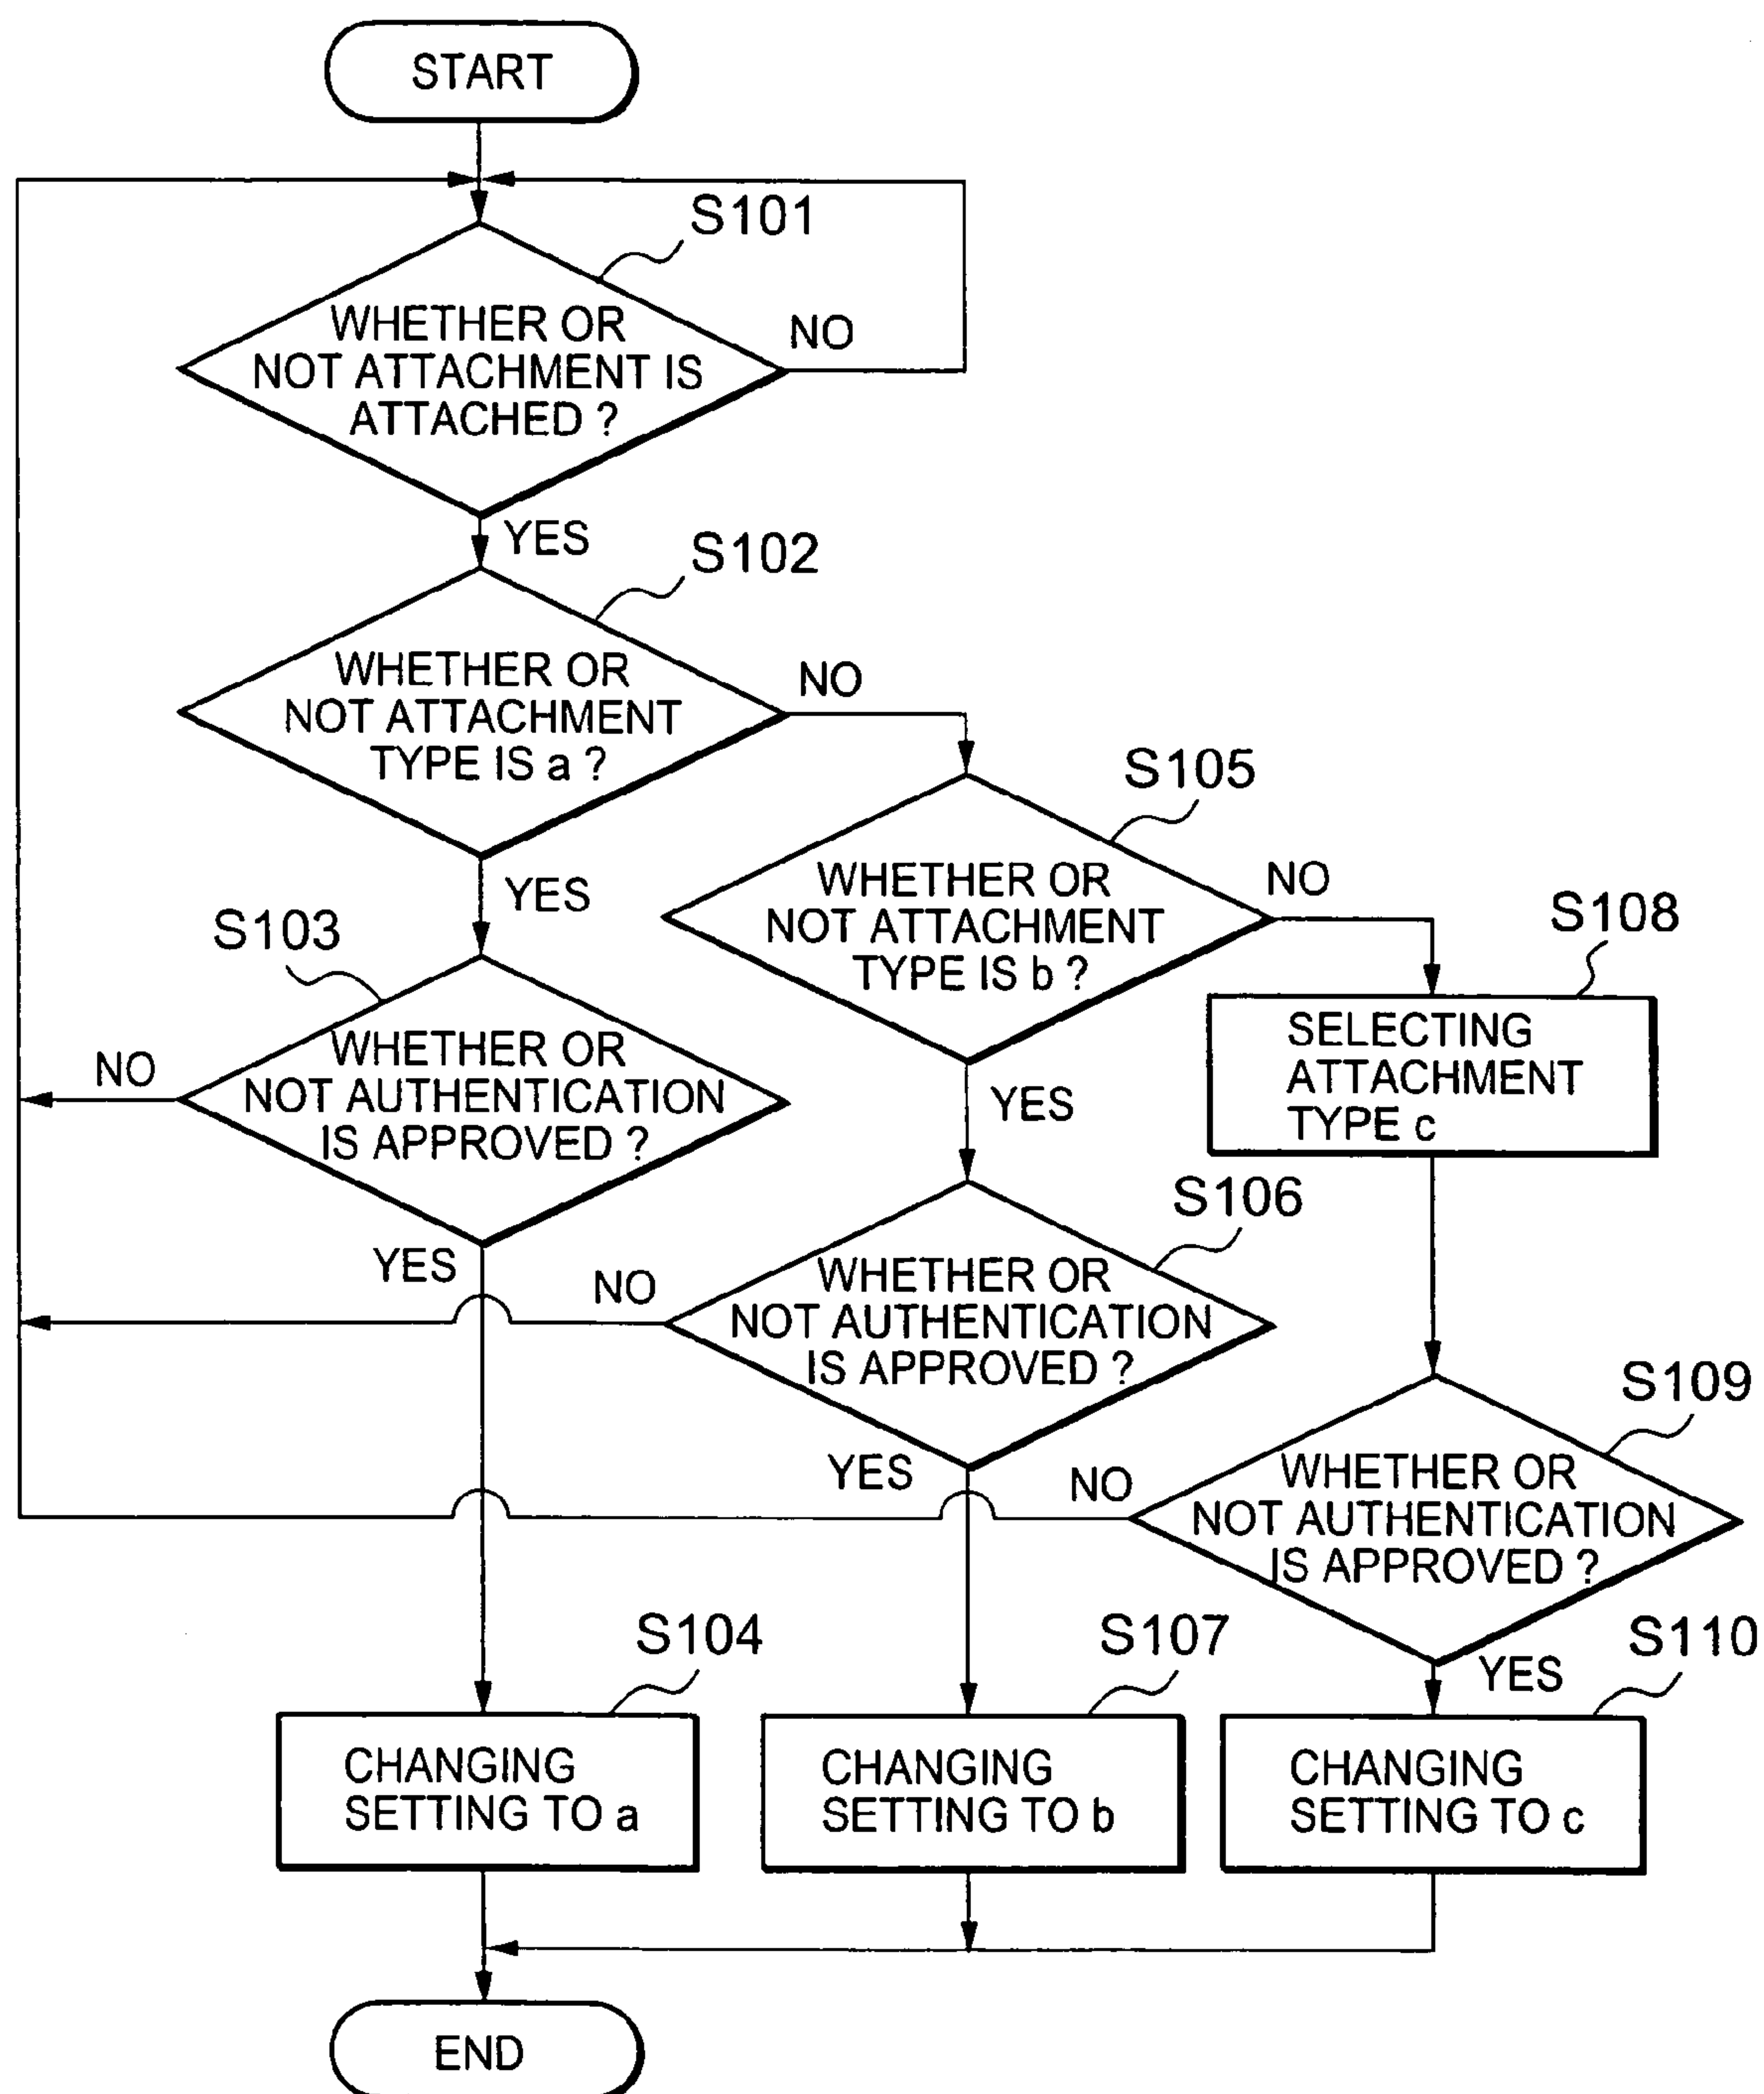 START
S101
WHETHER OR
NOT ATTACHMENT IS
ATTACHED ?
NO
YES
S102
WHETHER OR
NOT ATTACHMENT
TYPE IS a ?
NO
YES
S105
WHETHER OR
NOT ATTACHMENT
TYPE IS b ?
NO
YES
S108
SELECTING
ATTACHMENT
TYPE c
S103
WHETHER OR
NOT AUTHENTICATION
IS APPROVED ?
NO
YES
S106
WHETHER OR
NOT AUTHENTICATION
IS APPROVED ?
NO
YES
S109
WHETHER OR
NOT AUTHENTICATION
IS APPROVED ?
NO
YES
S104
CHANGING
SETTING TO a
S107
CHANGING
SETTING TO b
S110
CHANGING
SETTING TO c
END